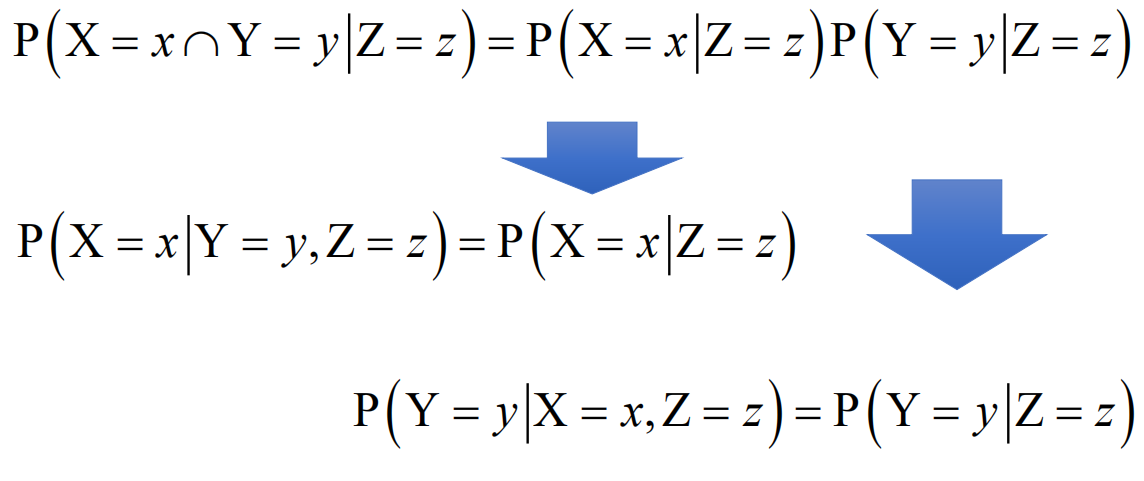 P(X = x ∩ Y = y|Z = z) = P(X = x|Z = z)P(Y = y|Z = z)
P(X = x|Y = y, Z = z) = P(X = x|Z = z)
P(Y = y|X = x, Z = z) = P(Y = y|Z = z)